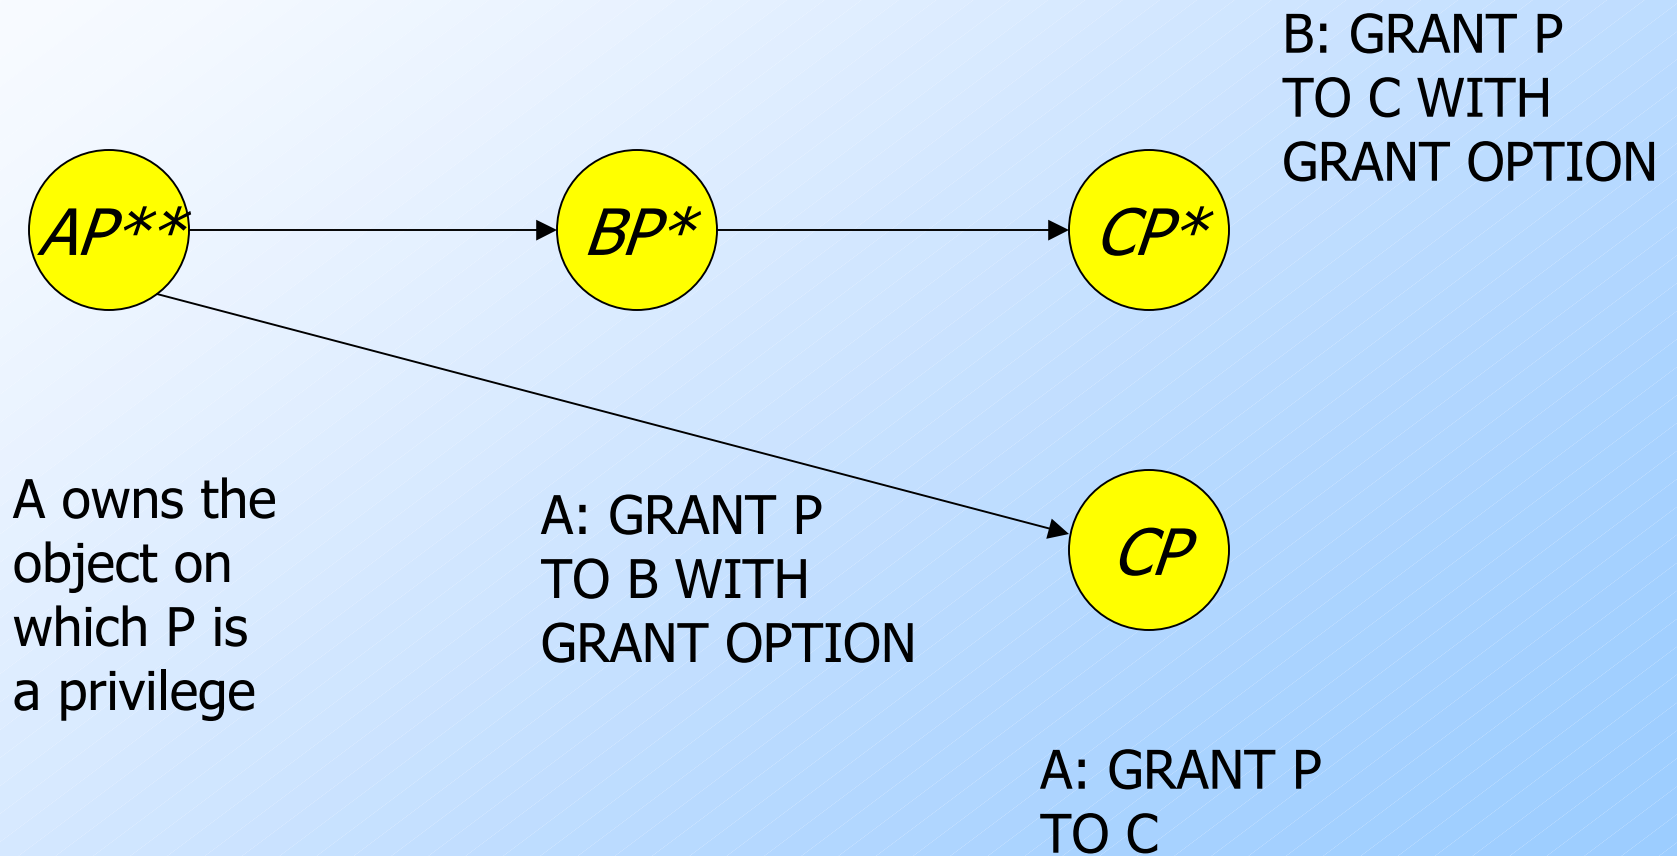 B: GRANT P
TO C WITH
GRANT OPTION
AP**
BP*
CP*
A owns the
object on
which P is
a privilege
A: GRANT P
TO B WITH
GRANT OPTION
CP
A: GRANT P
TO C